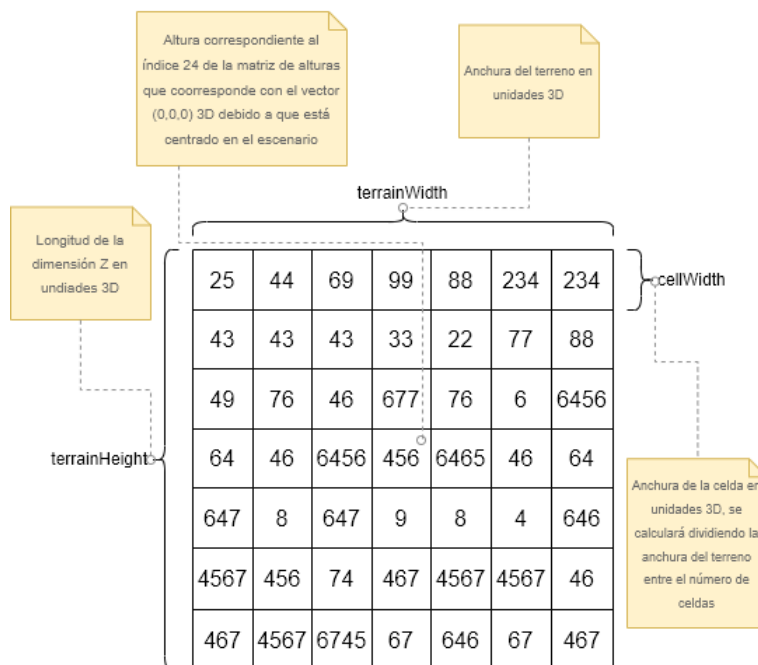 Altura correspondiente al
índice 24 de la matriz de alturas
que coorresponde con el vector
(0,0,0) 3D debido a que está
centrado en el escenario
Anchura del terreno en
unidades 3D
terrainWidth
Longitud de la
dimensión Z en
undiades 3D
25 44 69 99 88 234 234
cellWidth
43 43 43 33 22 77 88
49 76 46 677 76 6 6456
terrainHeight
64 46 6456 456 6465 46 64
647 8 647 9 8 4 646
4567 456 74 467 4567 4567 46
467 4567 6745 67 646 67 467
Anchura de la celda en
unidades 3D, se
calculará dividiendo la
anchura del terreno
entre el número de
celdas